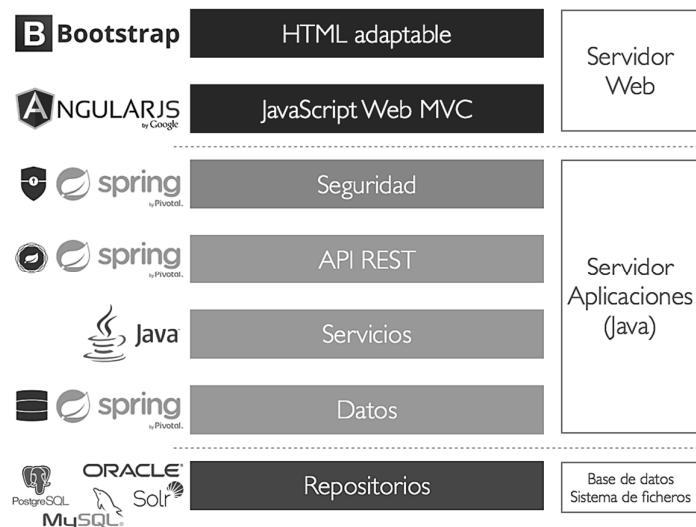 B Bootstrap
HTML adaptable
Servidor
Web
ANGULARJS
by Google
JavaScript Web MVC
spring
by Pivotal.
Seguridad
spring
by Pivotal.
API REST
Servidor
Aplicaciones
(Java)
Java
Servicios
spring
by Pivotal.
Datos
PostgreSQL
ORACLE
Solr
MySQL
Repositorios
Base de datos
Sistema de ficheros